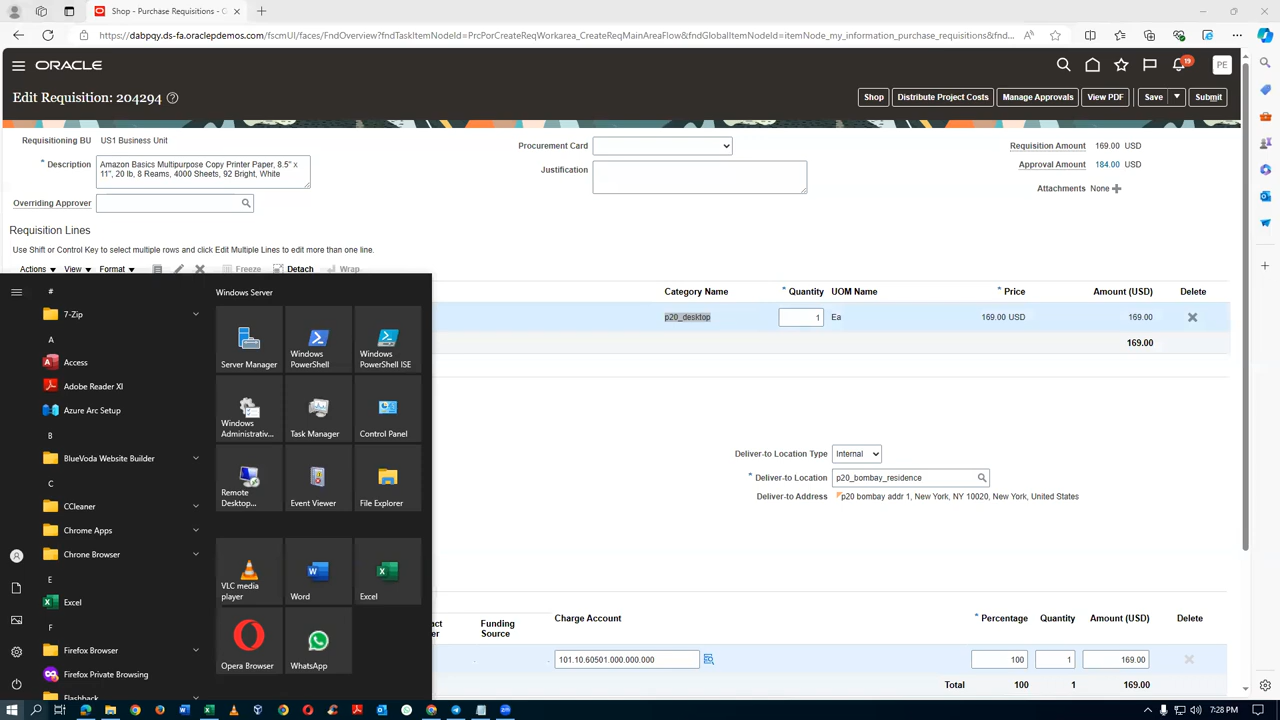 Shop - Purchase Requisitions - O
https://dabpqy.ds-fa.oraclepdemos.com/fscmUI/faces/FndOverview?fndTaskItemNodeId=PrcPorCreateReqWorkarea_CreateReqMainAreaFlow&fndGlobalItemNodeId=itemNode_my_information_purchase_requisitions&fnd...
ORACLE
19
PE
Edit Requisition: 204294
Shop
Distribute Project Costs
Manage Approvals
View PDF
Save
Submit
Requisitioning BU US1 Business Unit
* Description Amazon Basics Multipurpose Copy Printer Paper, 8.5" x
11", 20 lb, 8 Reams, 4000 Sheets, 92 Bright, White
Overriding Approver
Procurement Card
Justification
Requisition Amount 169.00 USD
Approval Amount 184.00 USD
Attachments None
Requisition Lines
Use Shift or Control Key to select multiple rows and click Edit Multiple Lines to edit more than one line.
Actions View Format Freeze Detach Wrap
Category Name * Quantity UOM Name * Price Amount (USD) Delete
p20_desktop 1 Ea 169.00 USD 169.00
169.00
Deliver-to Location Type Internal
* Deliver-to Location p20_bombay_residence
Deliver-to Address p20 bombay addr 1, New York, NY 10020, New York, United States
Funding
Source
Charge Account
* Percentage Quantity Amount (USD) Delete
101.10.60501.000.000.000 100 1 169.00
Total 100 1 169.00
#
7-Zip
A
Access
Adobe Reader XI
Azure Arc Setup
B
BlueVoda Website Builder
C
CCleaner
Chrome Apps
Chrone Browser
E
Excel
F
Firefox Browser
Firefox Private Browsing
Flashback
Windows Server
Server Manager
Windows
PowerShell
Windows
PowerShell ISE
Windows
Administrativ...
Task Manager
Control Panel
Remote
Desktop...
Event Viewer
File Explorer
VLC media
player
Word
Excel
Opera Browser
WhatsApp
7:28 PM